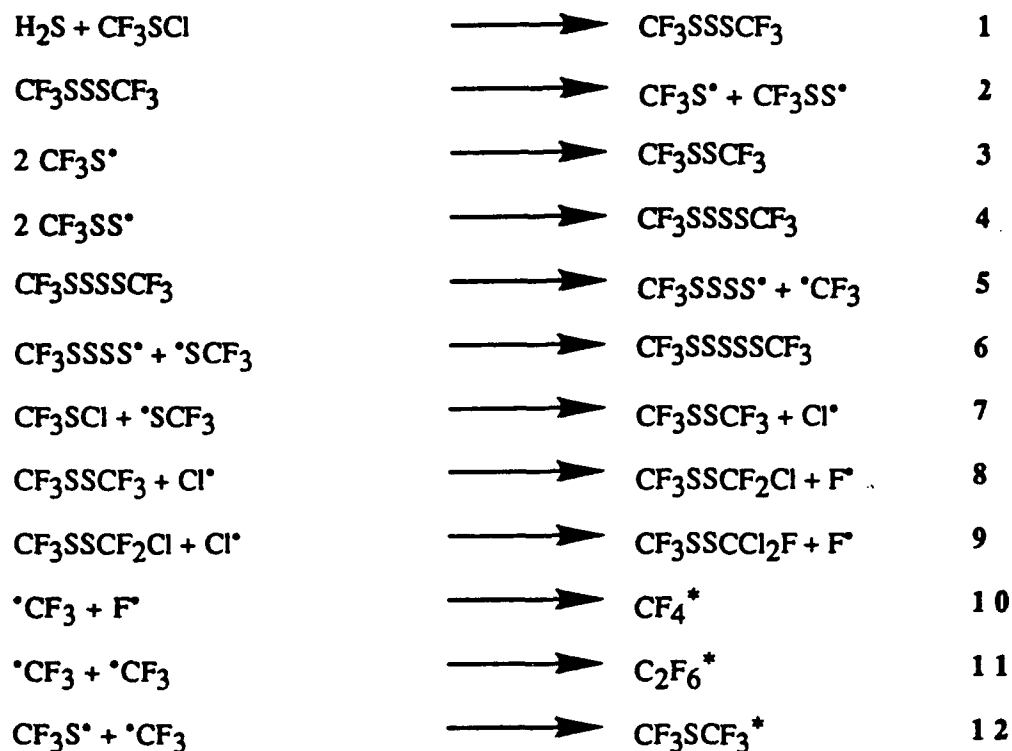 H₂S + CF₃SCl ⟶ CF₃SSSCF₃ 1
CF₃SSSCF₃ ⟶ CF₃S• + CF₃SS• 2
2 CF₃S• ⟶ CF₃SSCF₃ 3
2 CF₃SS• ⟶ CF₃SSSSCF₃ 4
CF₃SSSSCF₃ ⟶ CF₃SSSS• + •CF₃ 5
CF₃SSSS• + •SCF₃ ⟶ CF₃SSSSSCF₃ 6
CF₃SCl + •SCF₃ ⟶ CF₃SSCF₃ + Cl• 7
CF₃SSCF₃ + Cl• ⟶ CF₃SSCF₂Cl + F• 8
CF₃SSCF₂Cl + Cl• ⟶ CF₃SSCCl₂F + F• 9
•CF₃ + F• ⟶ CF₄* 10
•CF₃ + •CF₃ ⟶ C₂F₆* 11
CF₃S• + •CF₃ ⟶ CF₃SCF₃* 12